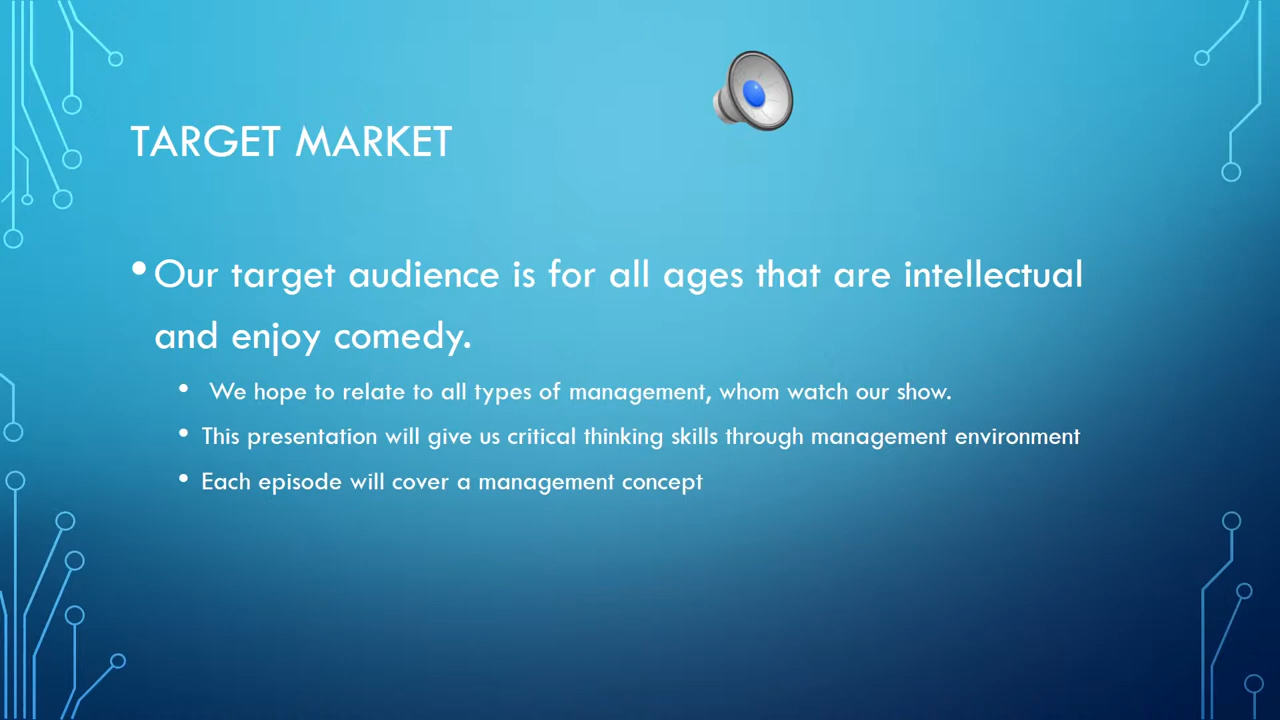 TARGET MARKET
• Our target audience is for all ages that are intellectual
and enjoy comedy.
• We hope to relate to all types of management, whom watch our show.
• This presentation will give us critical thinking skills through management environment
• Each episode will cover a management concept